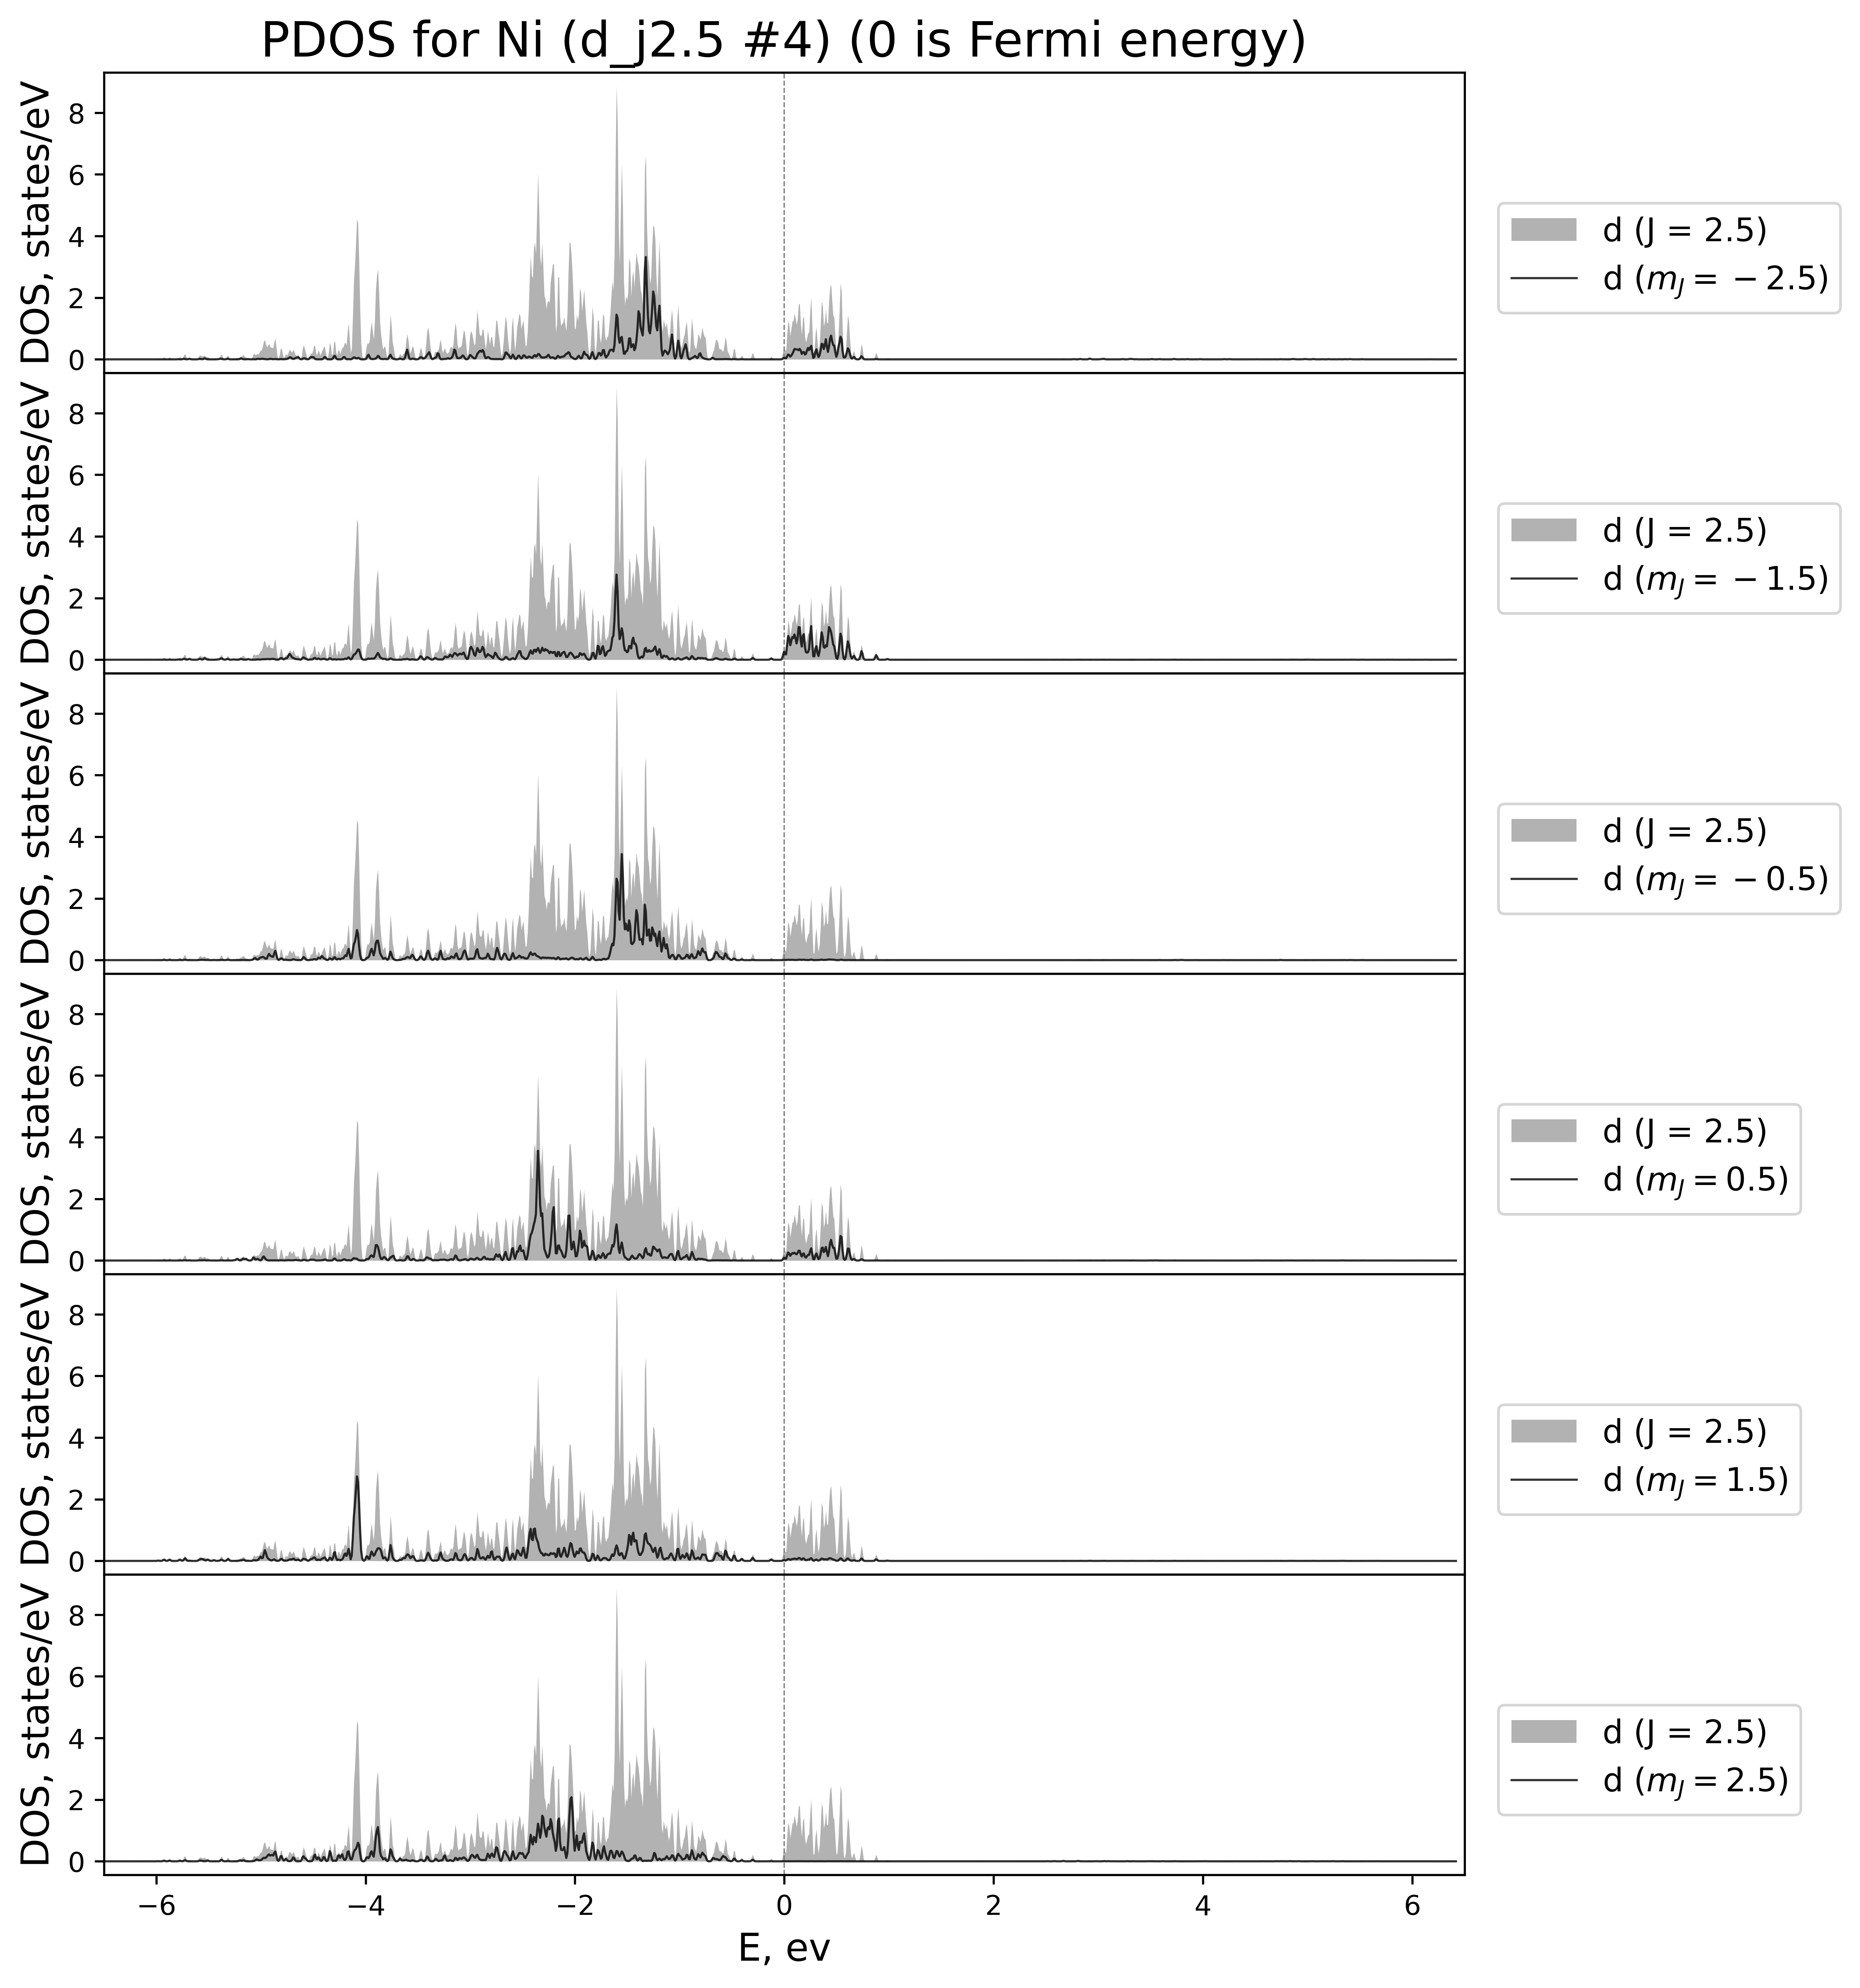 PDOS for Ni (d_j2.5 #4) (0 is Fermi energy)
DOS, states/eV
8
6
4
2
0
d (J = 2.5)
d (m_J = −2.5)
DOS, states/eV
8
6
4
2
0
d (J = 2.5)
d (m_J = −1.5)
DOS, states/eV
8
6
4
2
0
d (J = 2.5)
d (m_J = −0.5)
DOS, states/eV
8
6
4
2
0
d (J = 2.5)
d (m_J = 0.5)
DOS, states/eV
8
6
4
2
0
d (J = 2.5)
d (m_J = 1.5)
DOS, states/eV
8
6
4
2
0
d (J = 2.5)
d (m_J = 2.5)
−6 −4 −2 0 2 4 6
E, ev